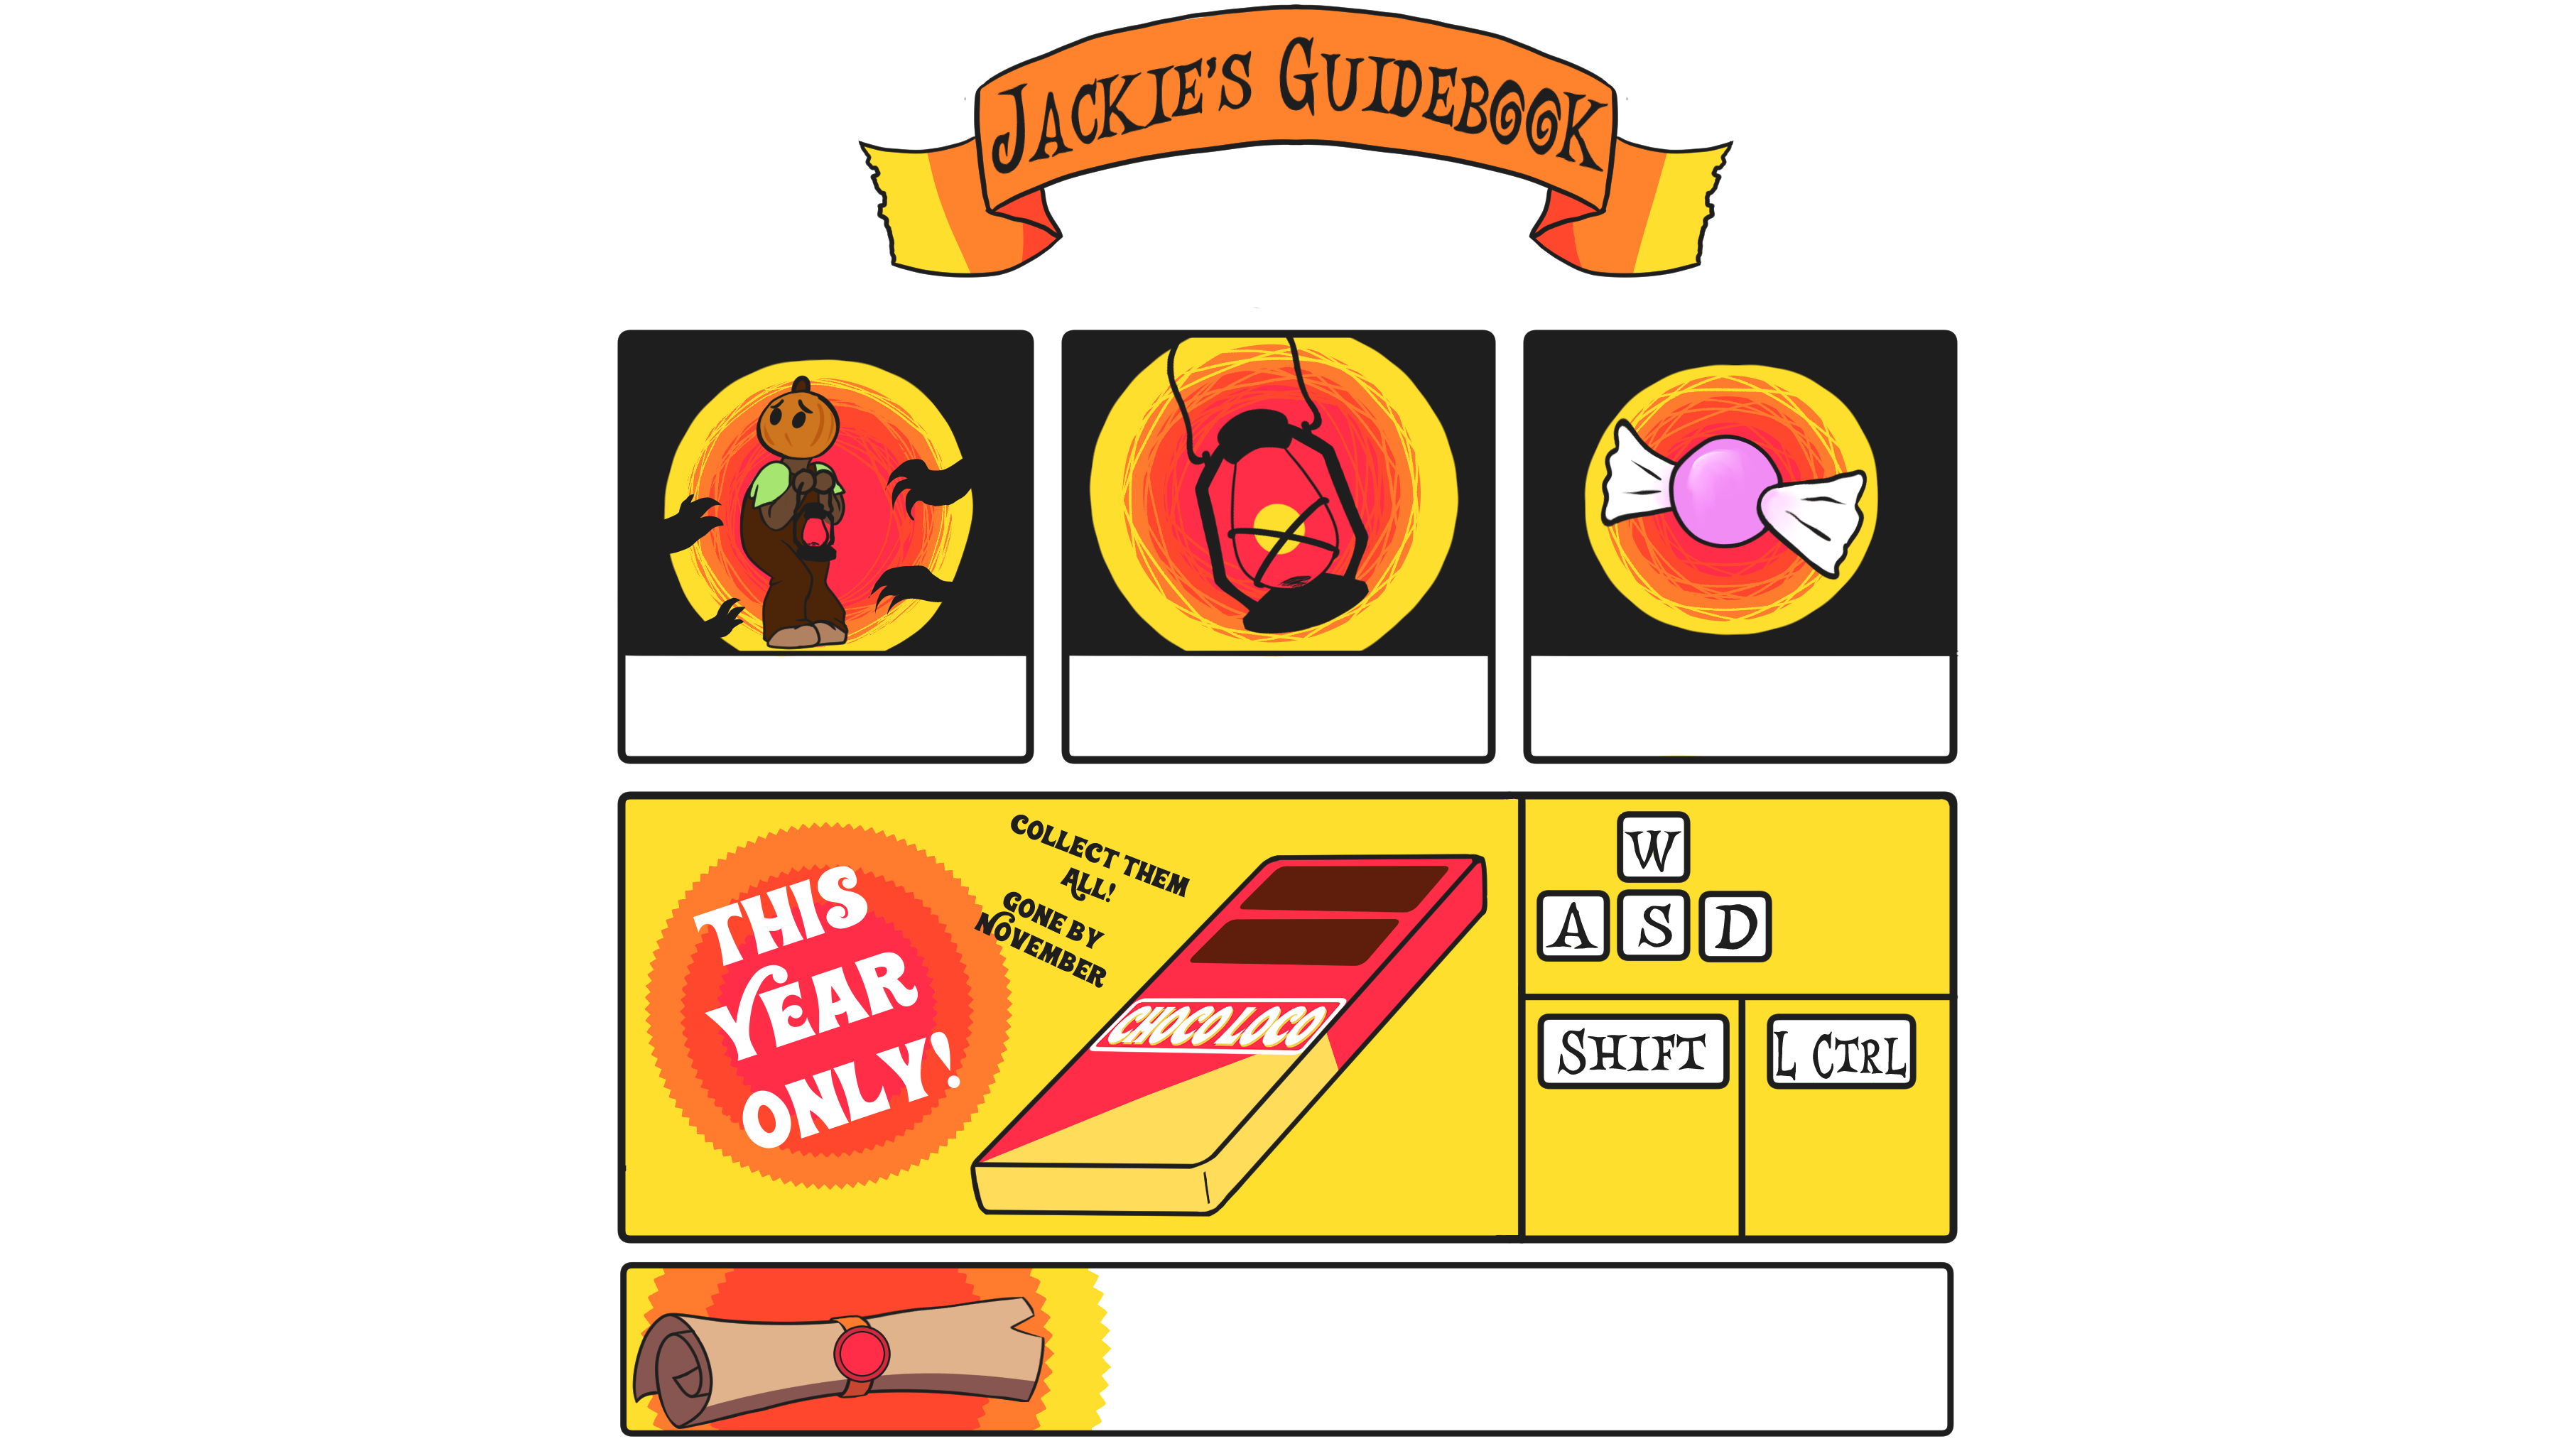 JACKIE'S GUIDEBOOK
THIS
YEAR
ONLY!
COLLECT THEM
ALL!
GONE BY
NOVEMBER
CHOCO LOCO
W
A S D
SHIFT
L CTRL